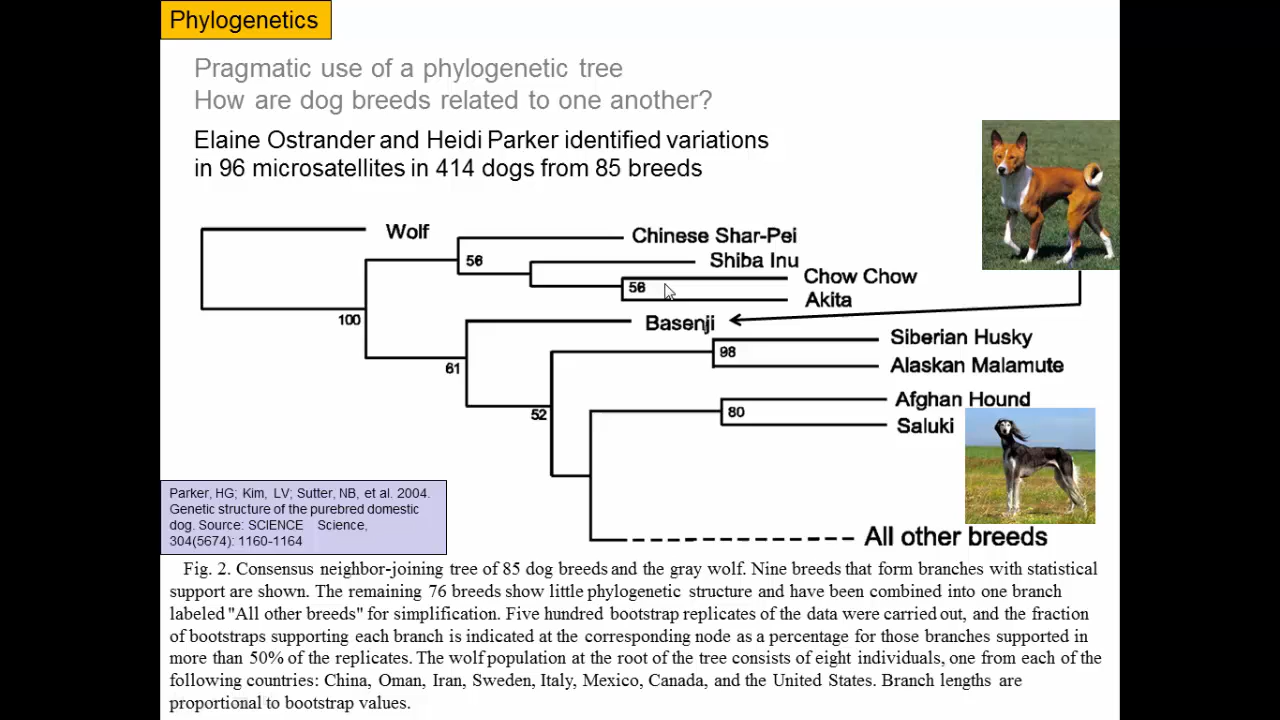 Phylogenetics
Pragmatic use of a phylogenetic tree
How are dog breeds related to one another?
Elaine Ostrander and Heidi Parker identified variations
in 96 microsatellites in 414 dogs from 85 breeds
Wolf
Chinese Shar-Pei
56
Shiba Inu
Chow Chow
56
Akita
100
Basenji
Siberian Husky
98
Alaskan Malamute
61
Afghan Hound
52
80
Saluki
Parker, HG; Kim, LV; Sutter, NB, et al. 2004.
Genetic structure of the purebred domestic
dog. Source: SCIENCE Science,
304(5674): 1160-1164
All other breeds
Fig. 2. Consensus neighbor-joining tree of 85 dog breeds and the gray wolf. Nine breeds that form branches with statistical
support are shown. The remaining 76 breeds show little phylogenetic structure and have been combined into one branch
labeled "All other breeds" for simplification. Five hundred bootstrap replicates of the data were carried out, and the fraction
of bootstraps supporting each branch is indicated at the corresponding node as a percentage for those branches supported in
more than 50% of the replicates. The wolf population at the root of the tree consists of eight individuals, one from each of the
following countries: China, Oman, Iran, Sweden, Italy, Mexico, Canada, and the United States. Branch lengths are
proportional to bootstrap values.